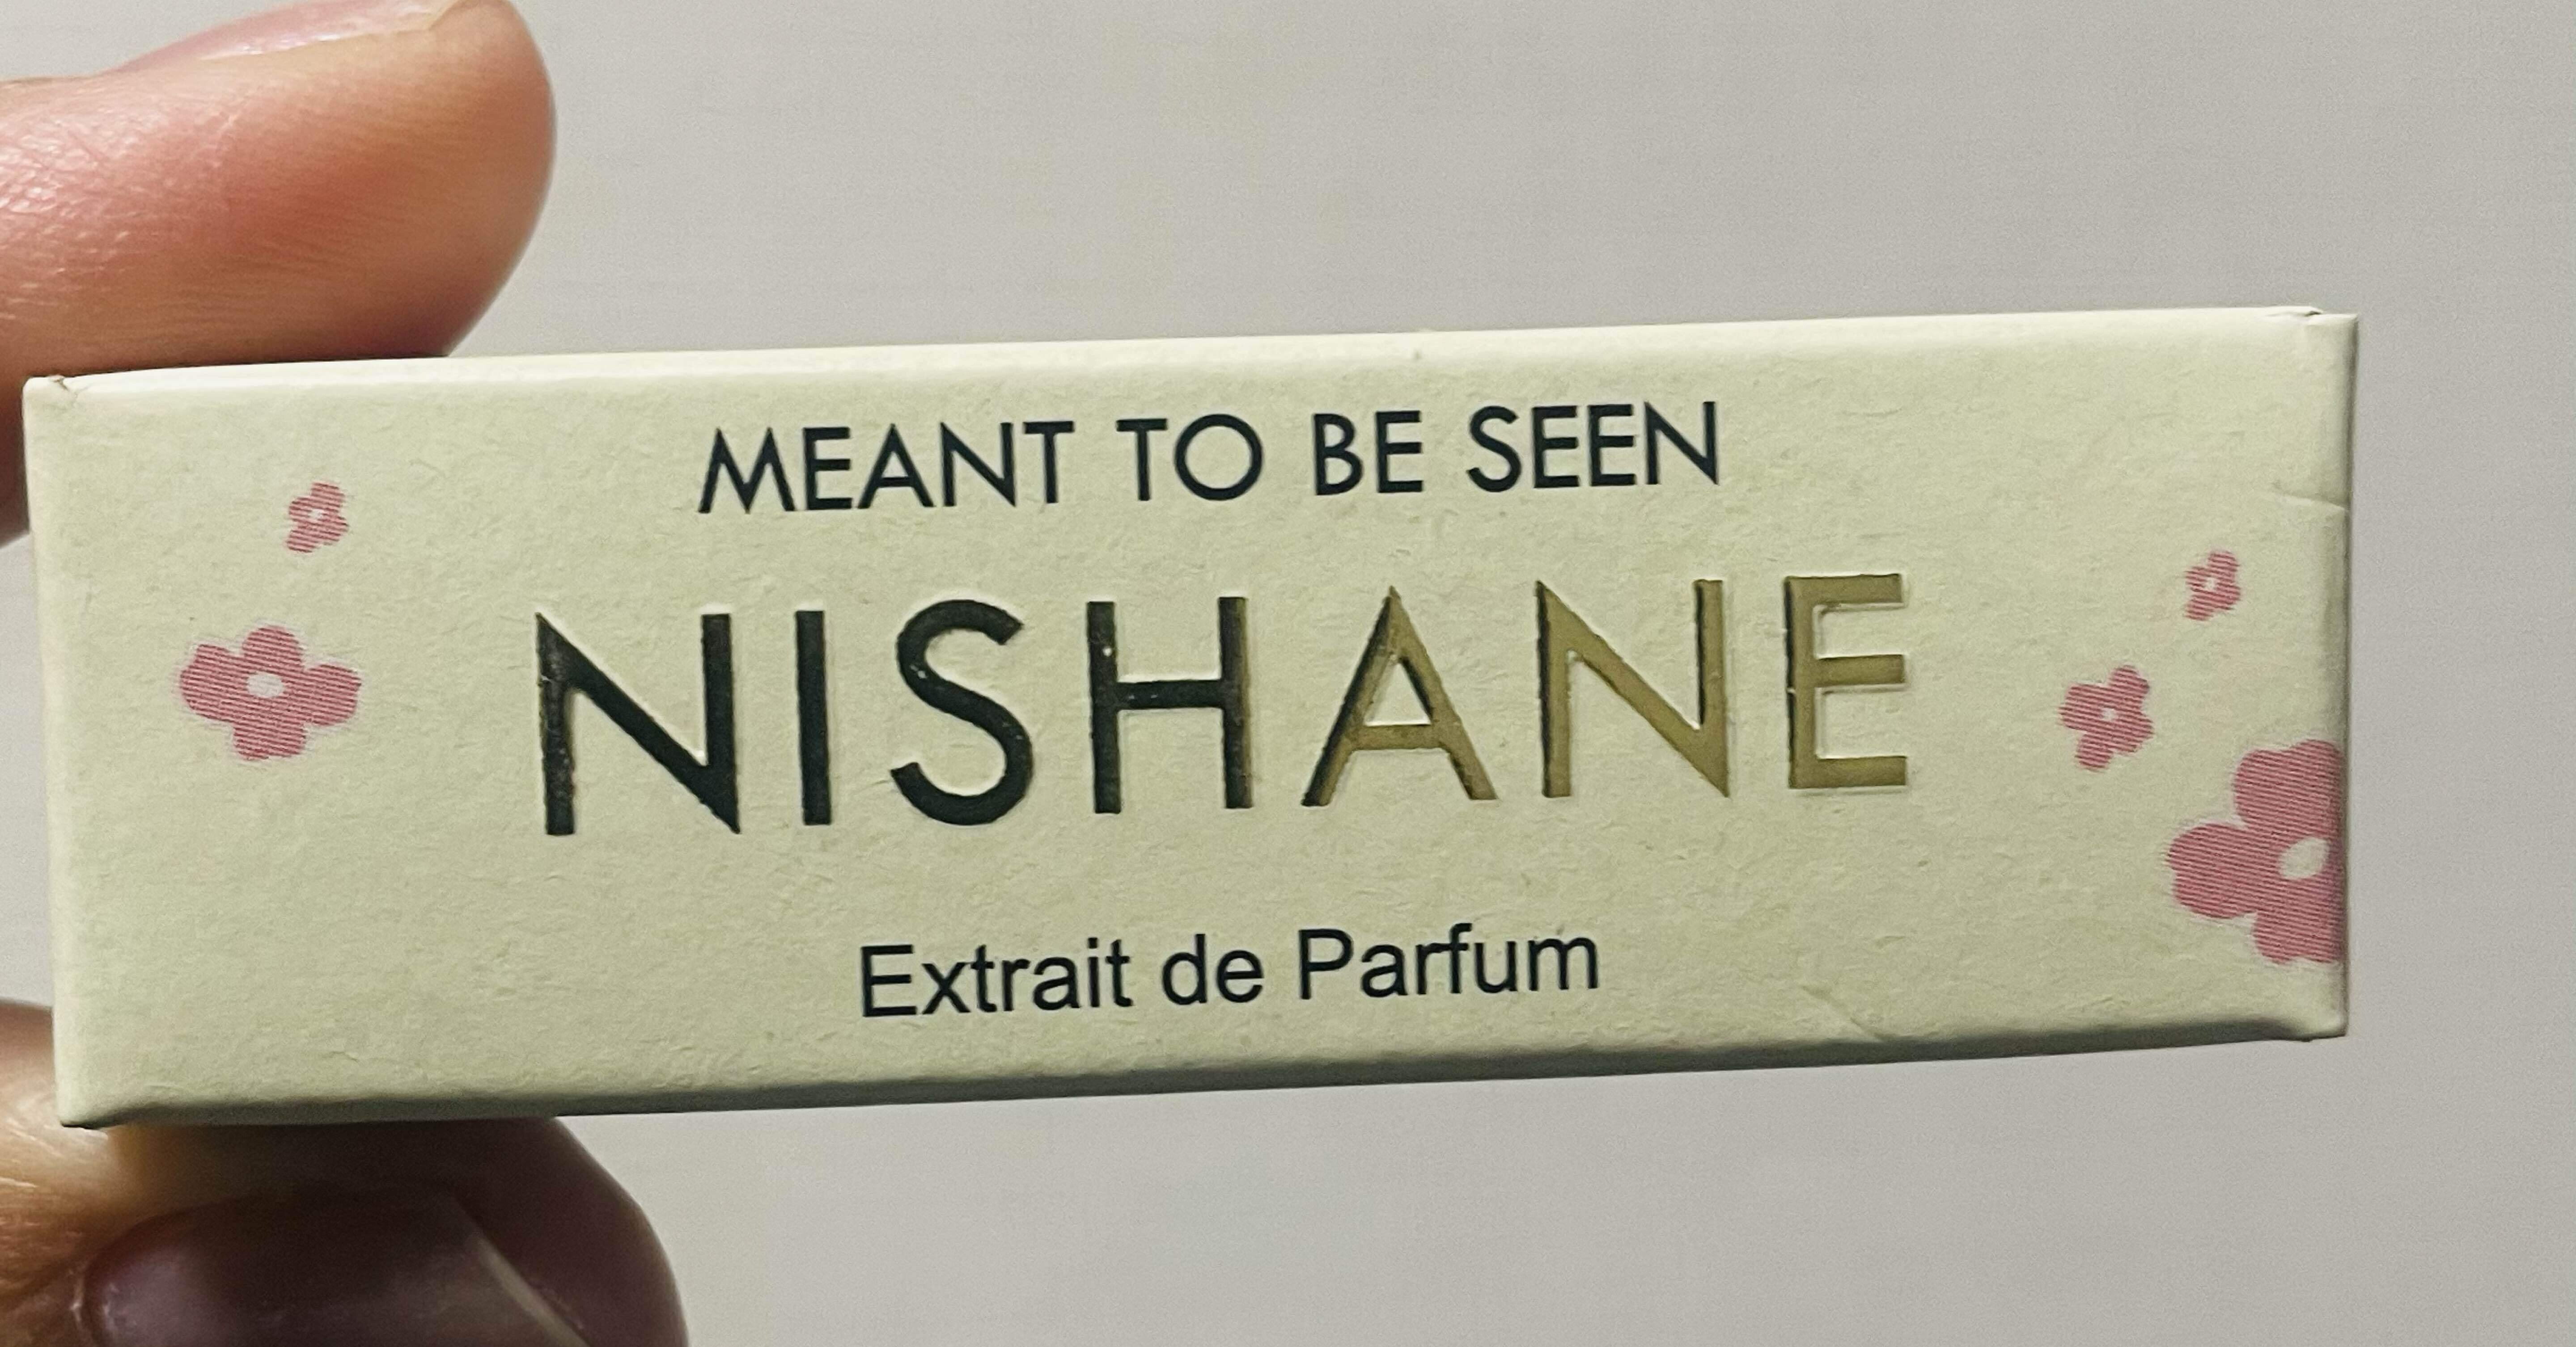 MEANT TO BE SEEN
NISHANE
Extrait de Parfum